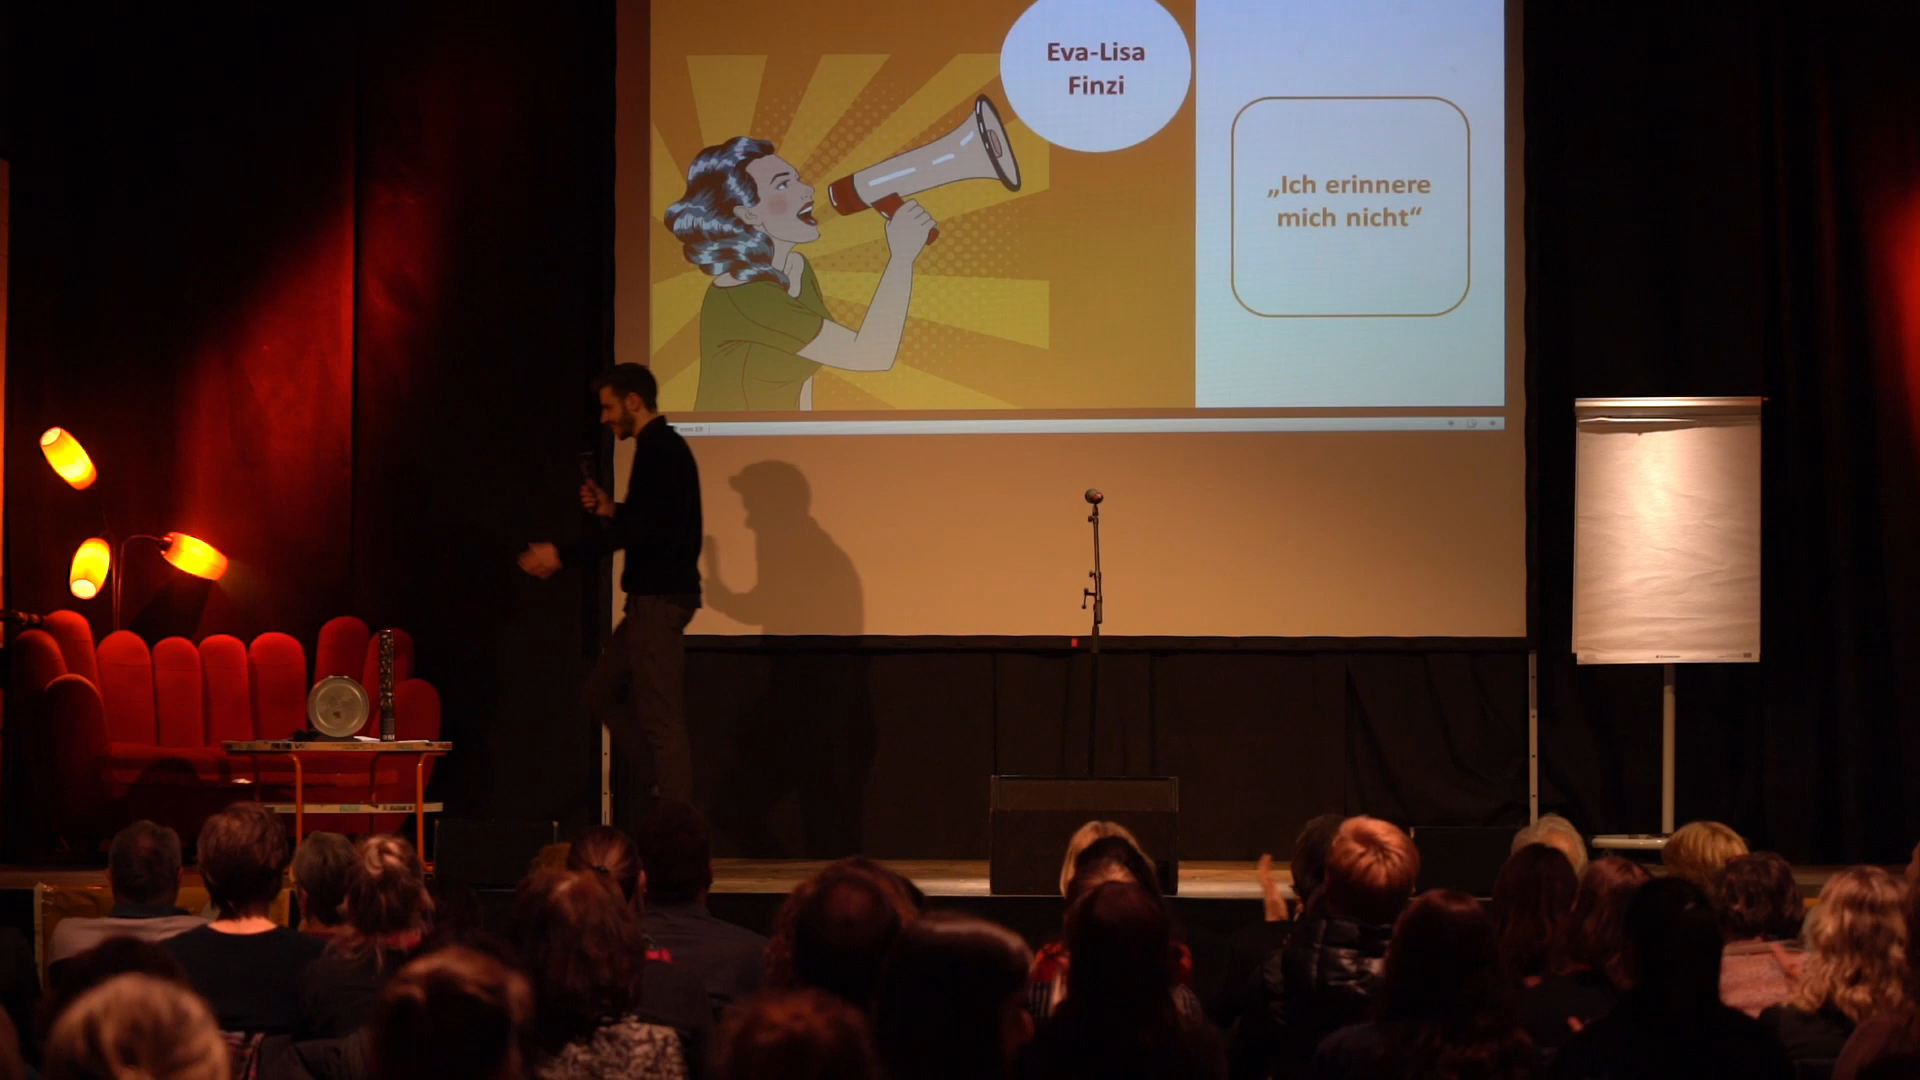 Eva-Lisa
Finzi
„Ich erinnere
mich nicht“